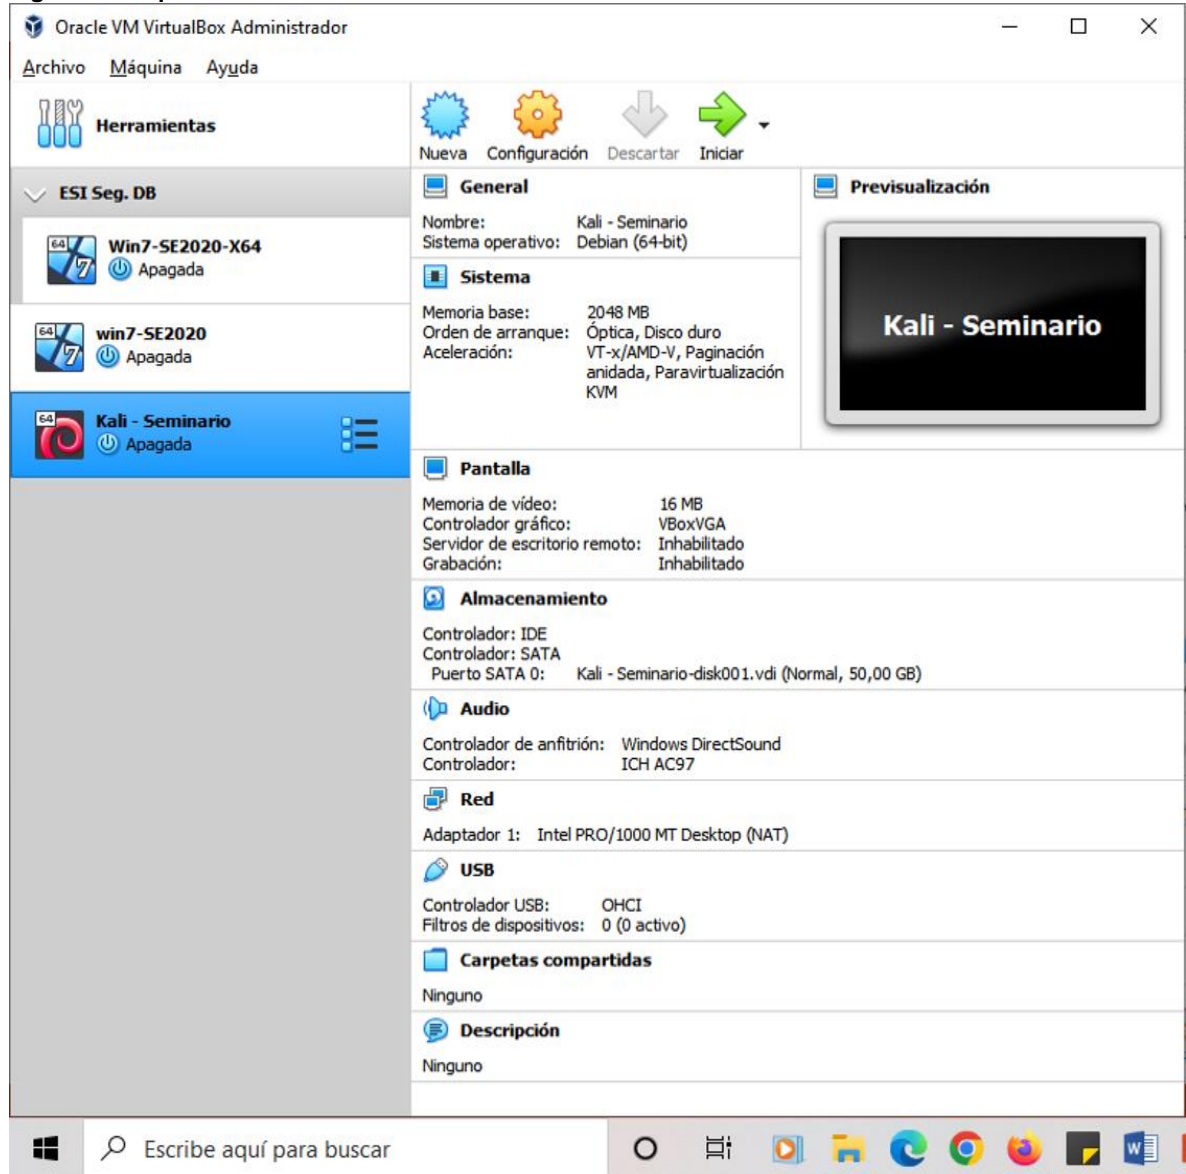 Oracle VM VirtualBox Administrador
Archivo Máquina Ayuda
Herramientas
Nueva Configuración Descartar Iniciar
ESI Seg. DB
64 7 Win7-SE2020-X64
Apagada
64 7 win7-SE2020
Apagada
64 Kali - Seminario
Apagada
General
Nombre: Kali - Seminario
Sistema operativo: Debian (64-bit)
Previsualización
Kali - Seminario
Sistema
Memoria base: 2048 MB
Orden de arranque: Óptica, Disco duro
Aceleración: VT-x/AMD-V, Paginación
anidada, Paravirtualización
KVM
Pantalla
Memoria de vídeo: 16 MB
Controlador gráfico: VBoxVGA
Servidor de escritorio remoto: Inhabilitado
Grabación: Inhabilitado
Almacenamiento
Controlador: IDE
Controlador: SATA
Puerto SATA 0: Kali - Seminario-disk001.vdi (Normal, 50,00 GB)
Audio
Controlador de anfitrión: Windows DirectSound
Controlador: ICH AC97
Red
Adaptador 1: Intel PRO/1000 MT Desktop (NAT)
USB
Controlador USB: OHCI
Filtros de dispositivos: 0 (0 activo)
Carpetas compartidas
Ninguno
Descripción
Ninguno
Escribe aquí para buscar